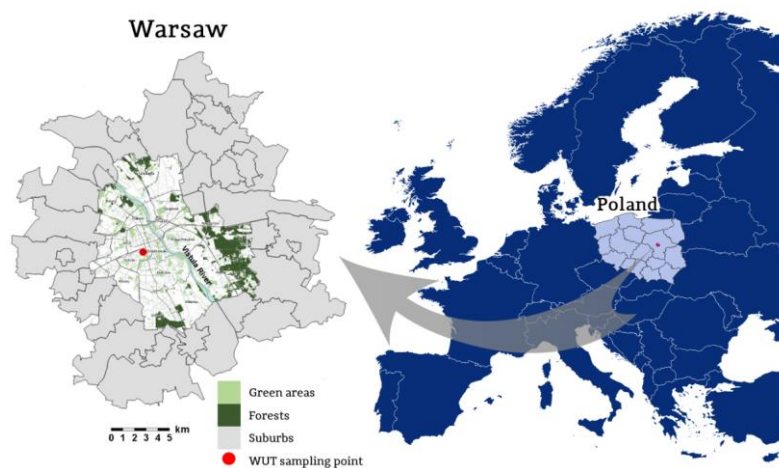 Warsaw
Poland
Vistula River
Green areas
Forests
Suburbs
WUT sampling point
km
0 1 2 3 4 5